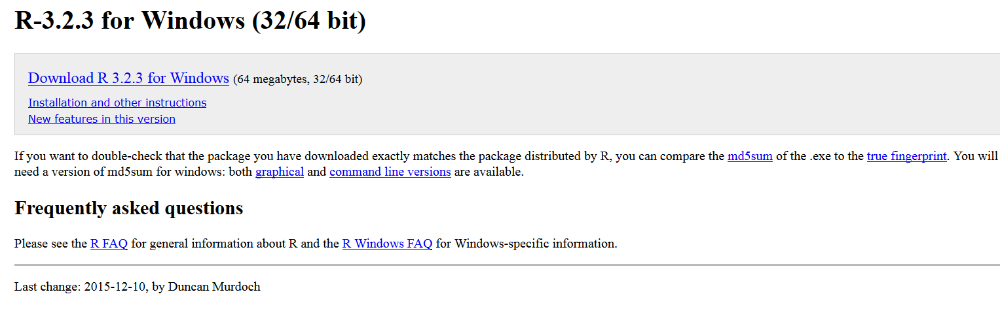 R-3.2.3 for Windows (32/64 bit)
Download R 3.2.3 for Windows (64 megabytes, 32/64 bit)
Installation and other instructions
New features in this version
If you want to double-check that the package you have downloaded exactly matches the package distributed by R, you can compare the md5sum of the .exe to the true fingerprint. You will
need a version of md5sum for windows: both graphical and command line versions are available.
Frequently asked questions
Please see the R FAQ for general information about R and the R Windows FAQ for Windows-specific information.
Last change: 2015-12-10, by Duncan Murdoch